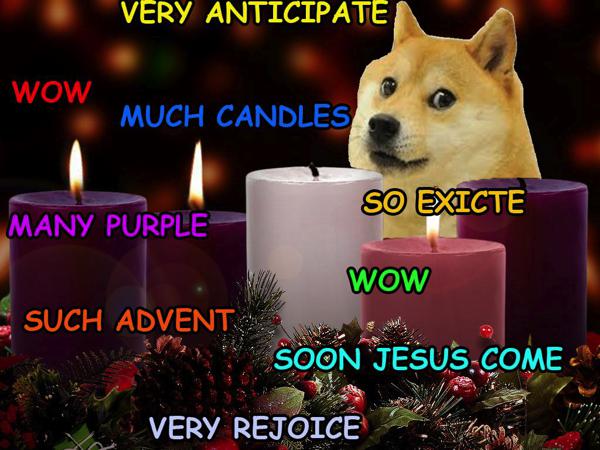 VERY ANTICIPATE
WOW
MUCH CANDLES
SO EXICTE
MANY PURPLE
WOW
SUCH ADVENT
SOON JESUS COME
VERY REJOICE